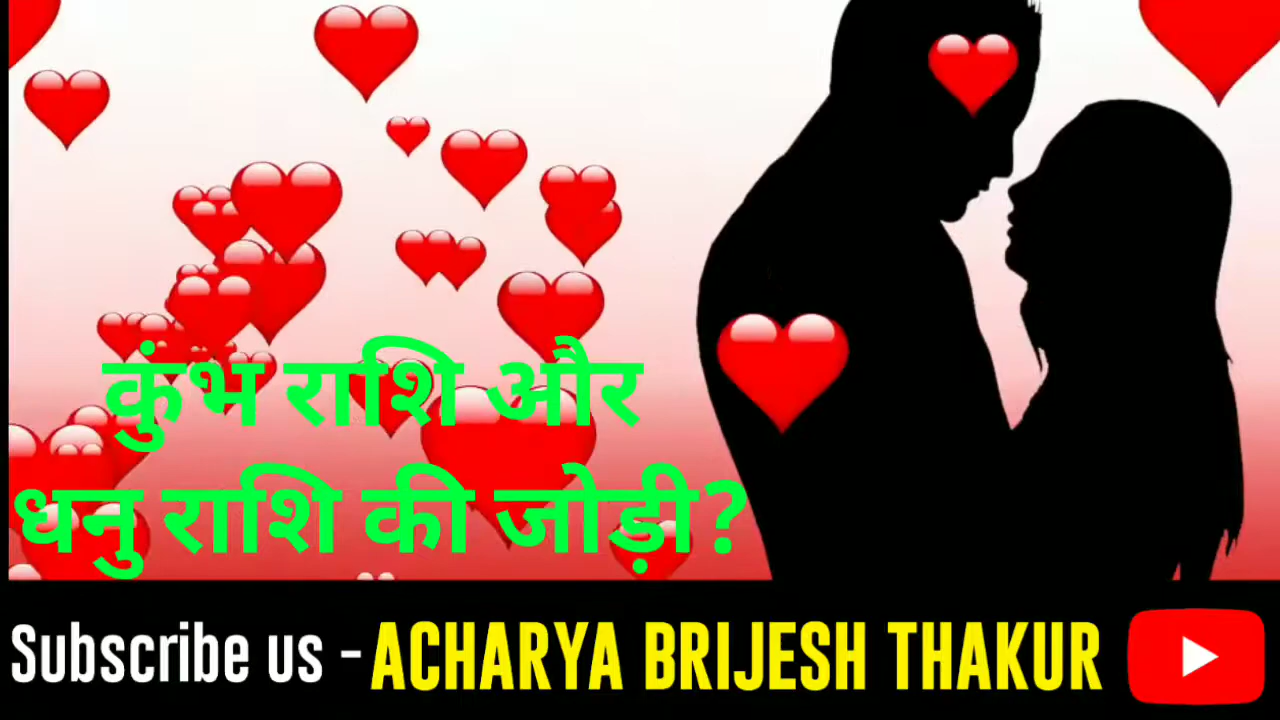 कुंभ राशि और
धनु राशि की जोड़ी?
Subscribe us - ACHARYA BRIJESH THAKUR